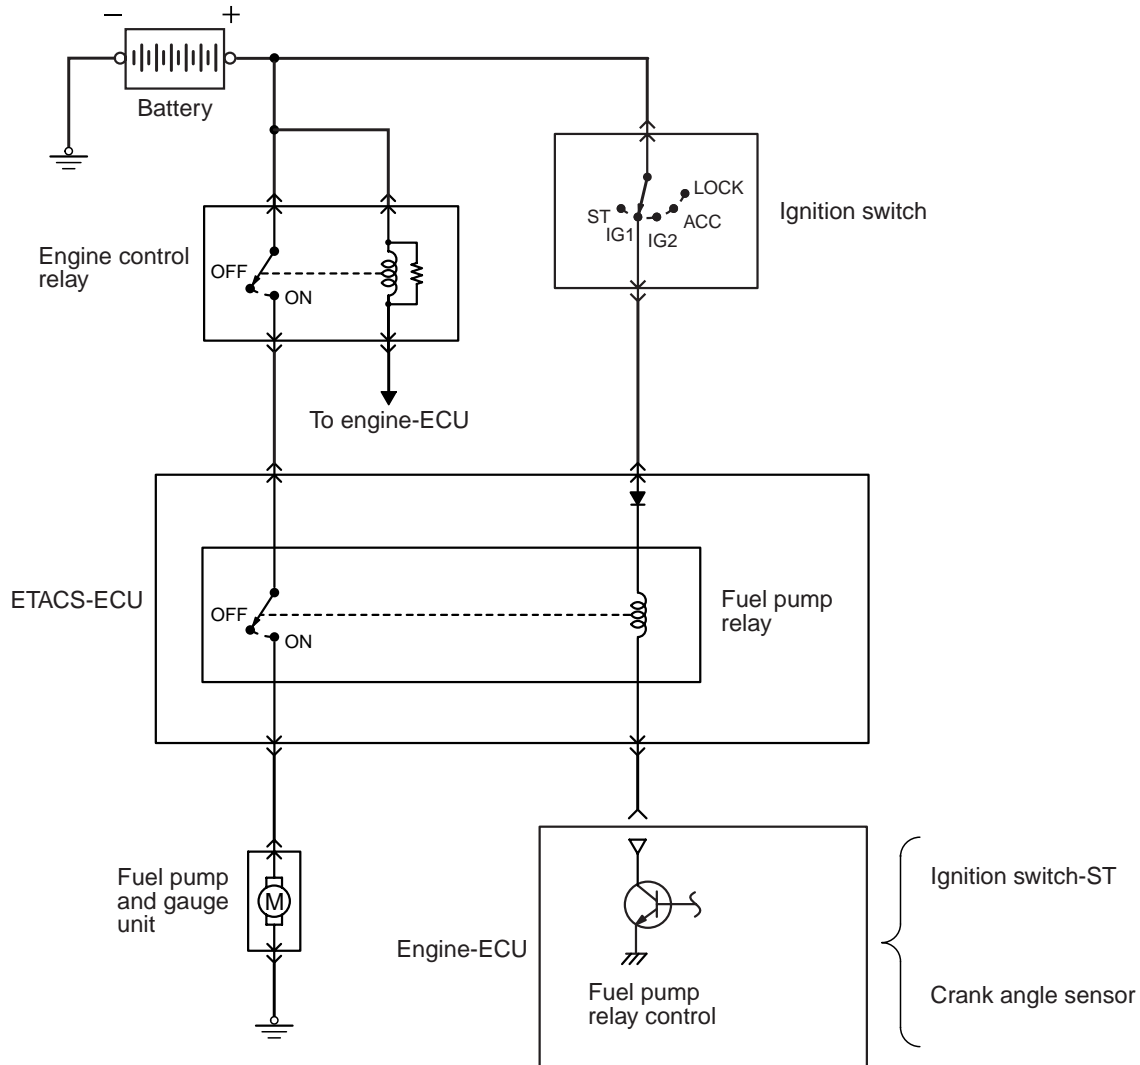 − +
Battery
LOCK
ST
ACC
IG1
IG2
Ignition switch
Engine control
relay
OFF
ON
To engine-ECU
ETACS-ECU
OFF
ON
Fuel pump
relay
Fuel pump
and gauge
unit
M
Engine-ECU
Fuel pump
relay control
Ignition switch-ST
Crank angle sensor